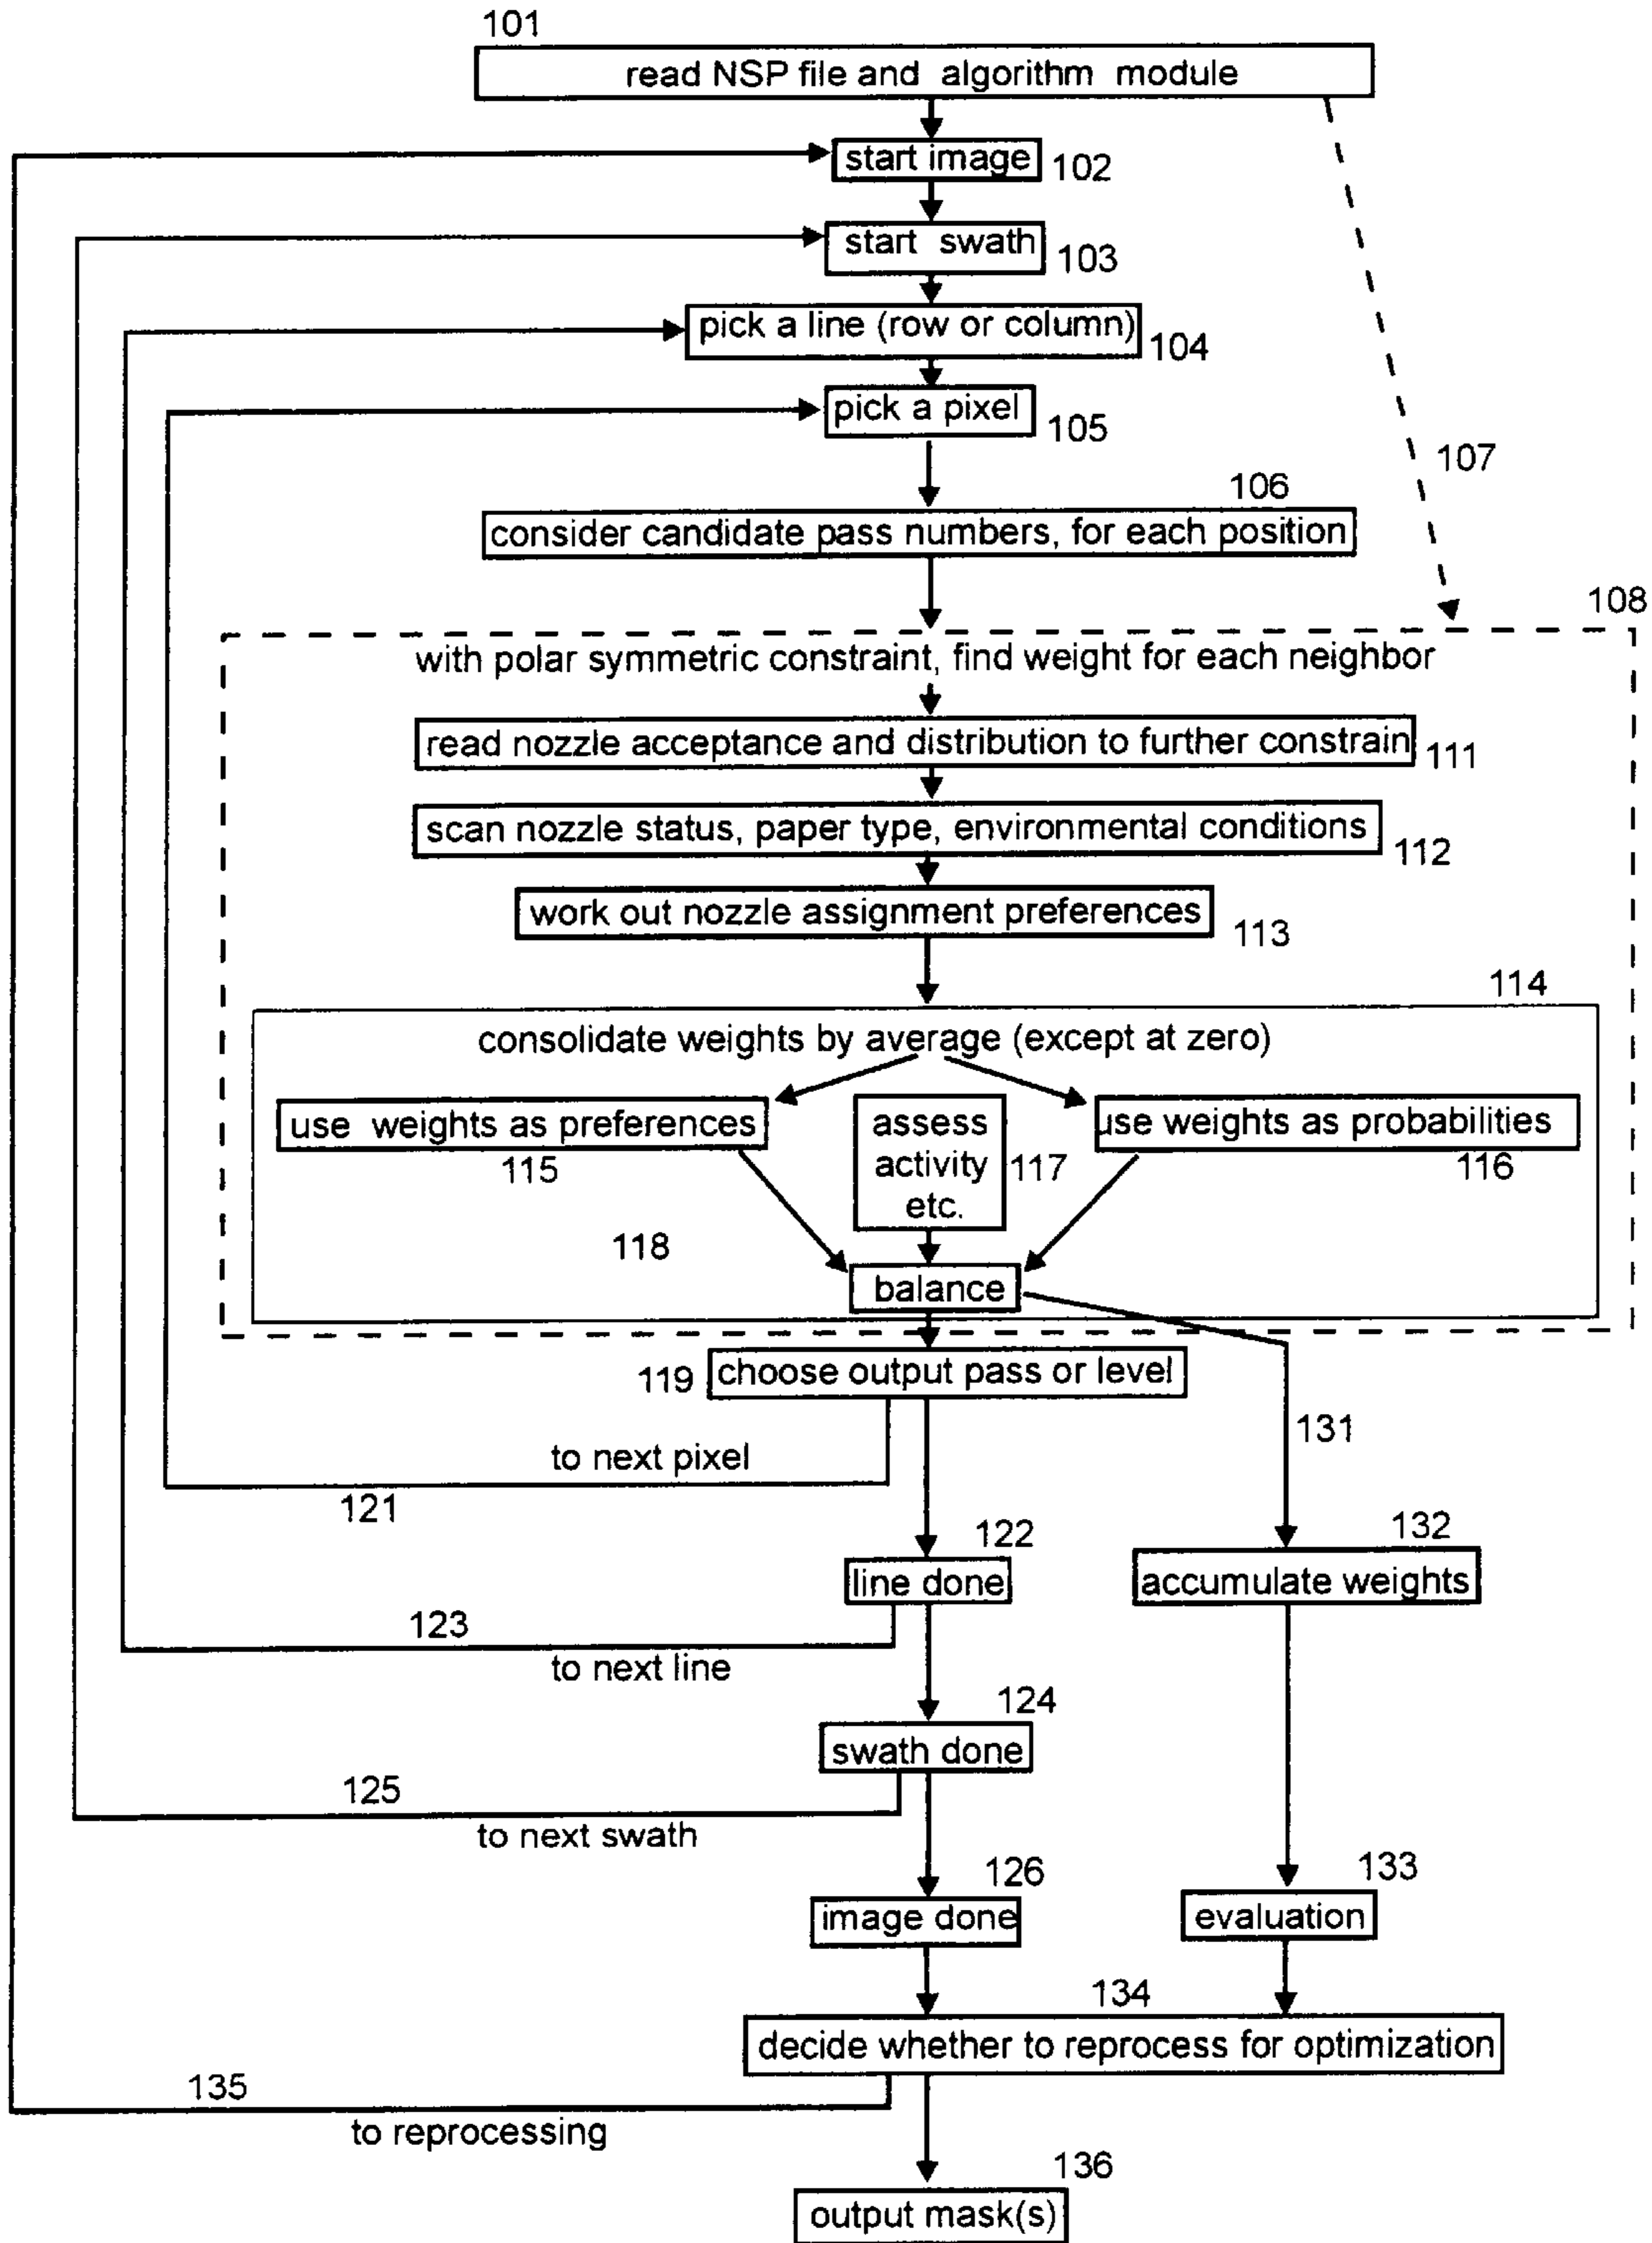 101
read NSP file and algorithm module
start image
102
start swath
103
pick a line (row or column)
104
pick a pixel
105
107
106
consider candidate pass numbers, for each position
108
with polar symmetric constraint, find weight for each neighbor
read nozzle acceptance and distribution to further constrain
111
scan nozzle status, paper type, environmental conditions
112
work out nozzle assignment preferences
113
114
consolidate weights by average (except at zero)
use weights as preferences
115
assess
activity
etc.
117
use weights as probabilities
116
118
balance
119
choose output pass or level
131
to next pixel
121
122
line done
132
accumulate weights
123
to next line
124
swath done
125
to next swath
126
image done
133
evaluation
134
decide whether to reprocess for optimization
135
to reprocessing
136
output mask(s)